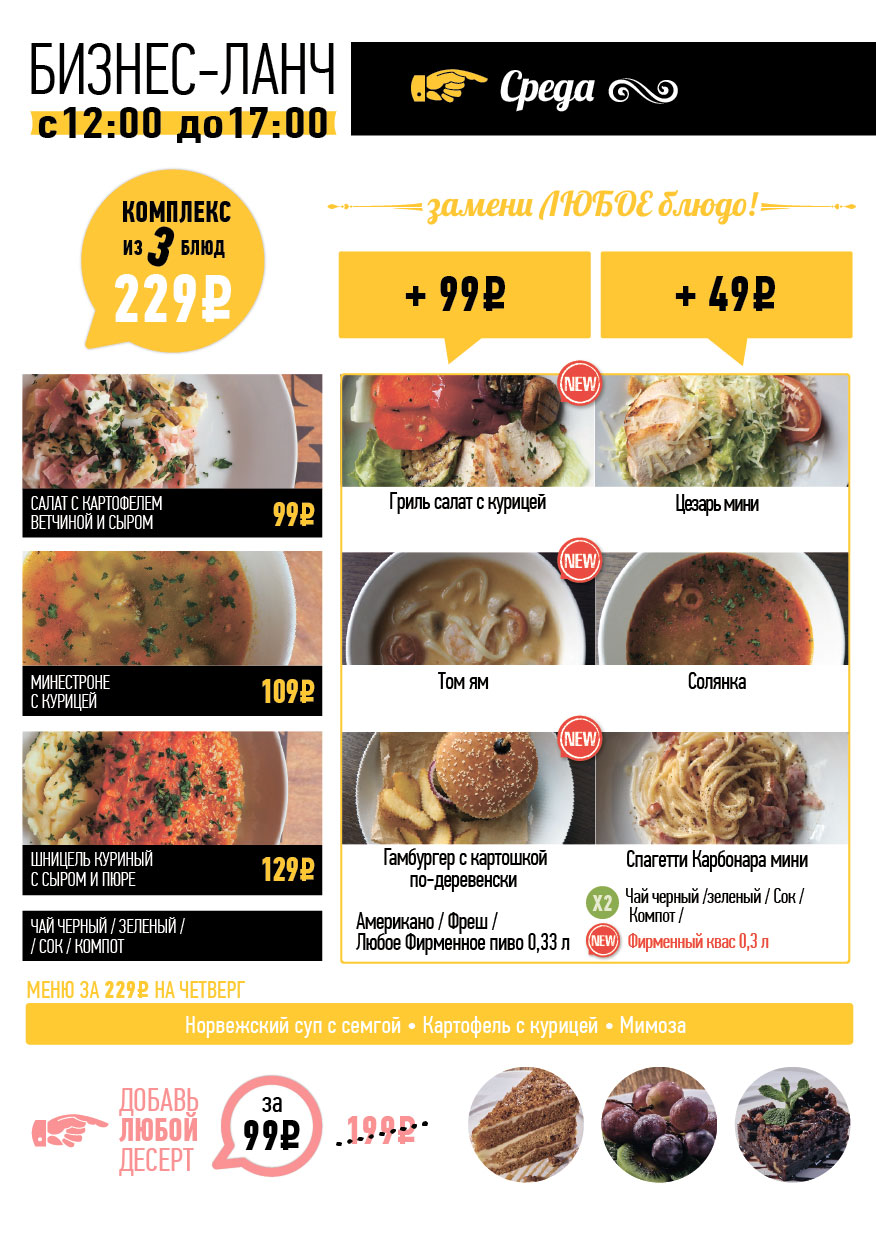 БИЗНЕС-ЛАНЧ
с 12:00 до 17:00
Среда
КОМПЛЕКС
ИЗ 3 БЛЮД
229₽
замени ЛЮБОЕ блюдо!
+ 99₽
+ 49₽
САЛАТ С КАРТОФЕЛЕМ
ВЕТЧИНОЙ И СЫРОМ
99₽
NEW
Гриль салат с курицей
Цезарь мини
МИНЕСТРОНЕ
С КУРИЦЕЙ
109₽
NEW
Том ям
Солянка
ШНИЦЕЛЬ КУРИНЫЙ
С СЫРОМ И ПЮРЕ
129₽
NEW
Гамбургер с картошкой
по-деревенски
Спагетти Карбонара мини
ЧАЙ ЧЕРНЫЙ / ЗЕЛЕНЫЙ /
/ СОК / КОМПОТ
Американо / Фреш /
Любое Фирменное пиво 0,33 л
X2
Чай черный /зеленый / Сок /
Компот /
NEW
Фирменный квас 0,3 л
МЕНЮ ЗА 229₽ НА ЧЕТВЕРГ
Норвежский суп с семгой • Картофель с курицей • Мимоза
ДОБАВЬ
ЛЮБОЙ
ДЕСЕРТ
за
99₽
199₽